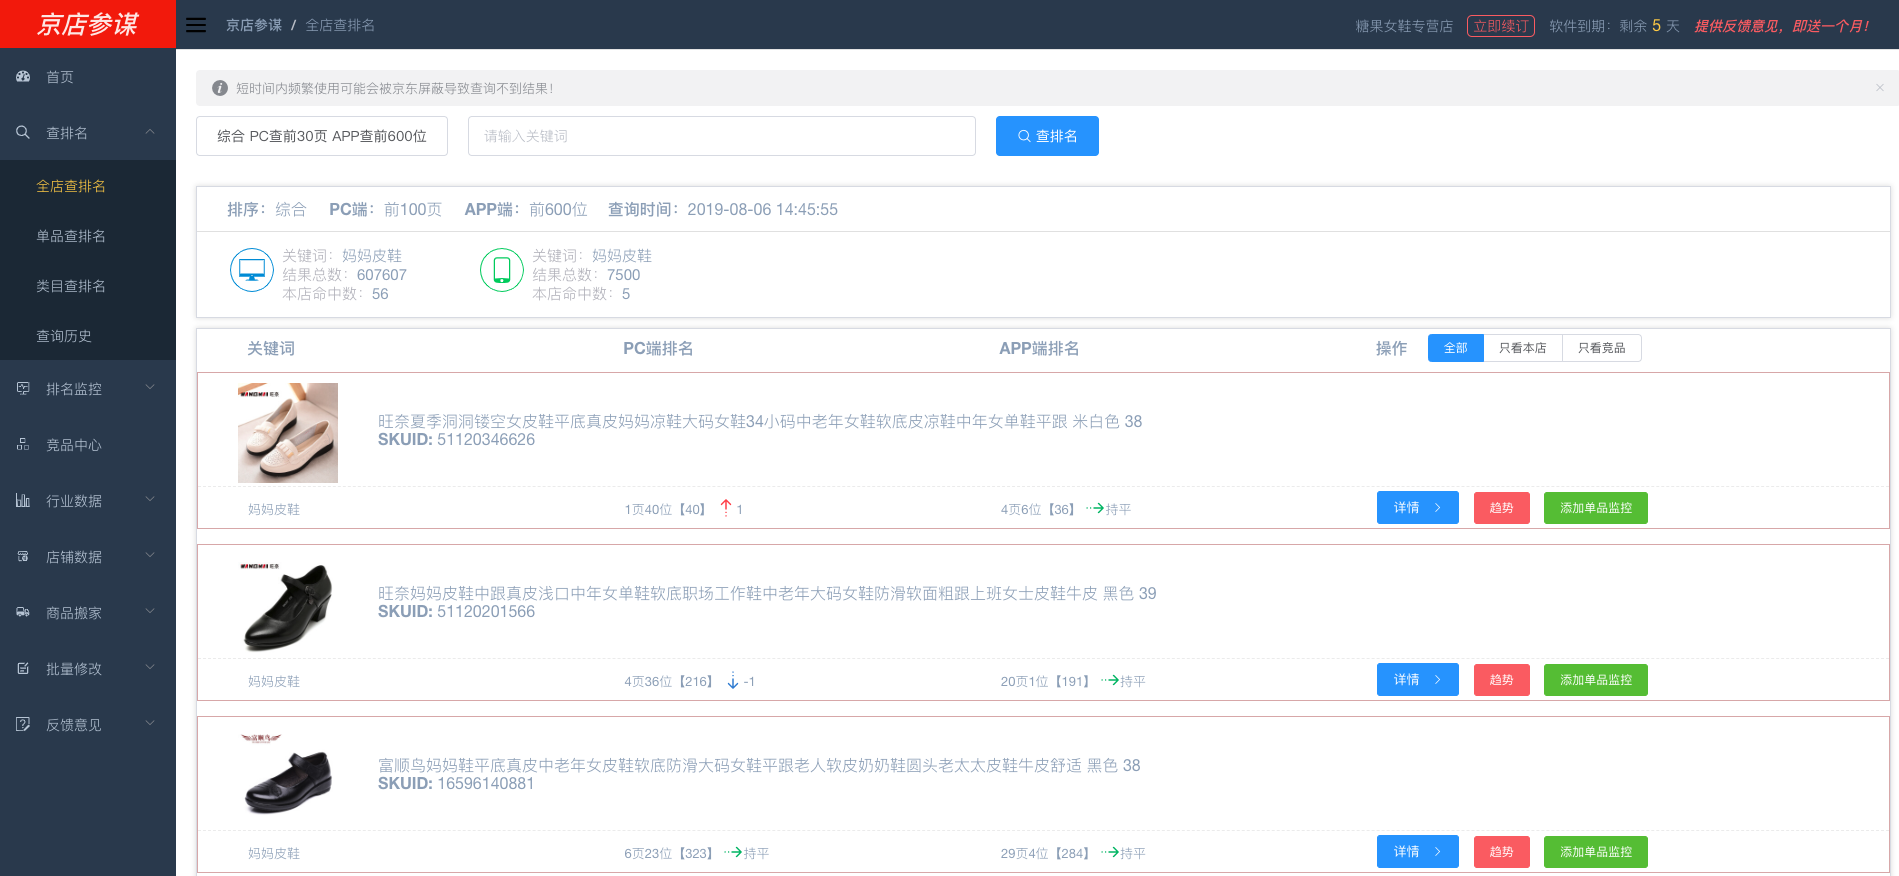 京店参谋
京店参谋 / 全店查排名
糖果女鞋专营店 立即续订 软件到期：剩余 5 天 提供反馈意见，即送一个月！
首页
查排名
全店查排名
单品查排名
类目查排名
查询历史
排名监控
竞品中心
行业数据
店铺数据
商品搬家
批量修改
反馈意见
短时间内频繁使用可能会被京东屏蔽导致查询不到结果！
综合 PC查前30页 APP查前600位
请输入关键词
查排名
排序：综合 PC端：前100页 APP端：前600位 查询时间：2019-08-06 14:45:55
关键词：妈妈皮鞋
结果总数：607607
本店命中数：56
关键词：妈妈皮鞋
结果总数：7500
本店命中数：5
关键词 PC端排名 APP端排名 操作 全部 只看本店 只看竞品
旺奈夏季洞洞镂空女皮鞋平底真皮妈妈凉鞋大码女鞋34小码中老年女鞋软底皮凉鞋中年女单鞋平跟 米白色 38
SKUID: 51120346626
妈妈皮鞋 1页40位【40】 1 4页6位【36】 持平 详情 趋势 添加单品监控
旺奈妈妈皮鞋中跟真皮浅口中年女单鞋软底职场工作鞋中老年大码女鞋防滑软面粗跟上班女士皮鞋牛皮 黑色 39
SKUID: 51120201566
妈妈皮鞋 4页36位【216】 -1 20页1位【191】 持平 详情 趋势 添加单品监控
富顺鸟
富顺鸟妈妈鞋平底真皮中老年女皮鞋软底防滑大码女鞋平跟老人软皮奶奶鞋圆头老太太皮鞋牛皮舒适 黑色 38
SKUID: 16596140881
妈妈皮鞋 6页23位【323】 持平 29页4位【284】 持平 详情 趋势 添加单品监控